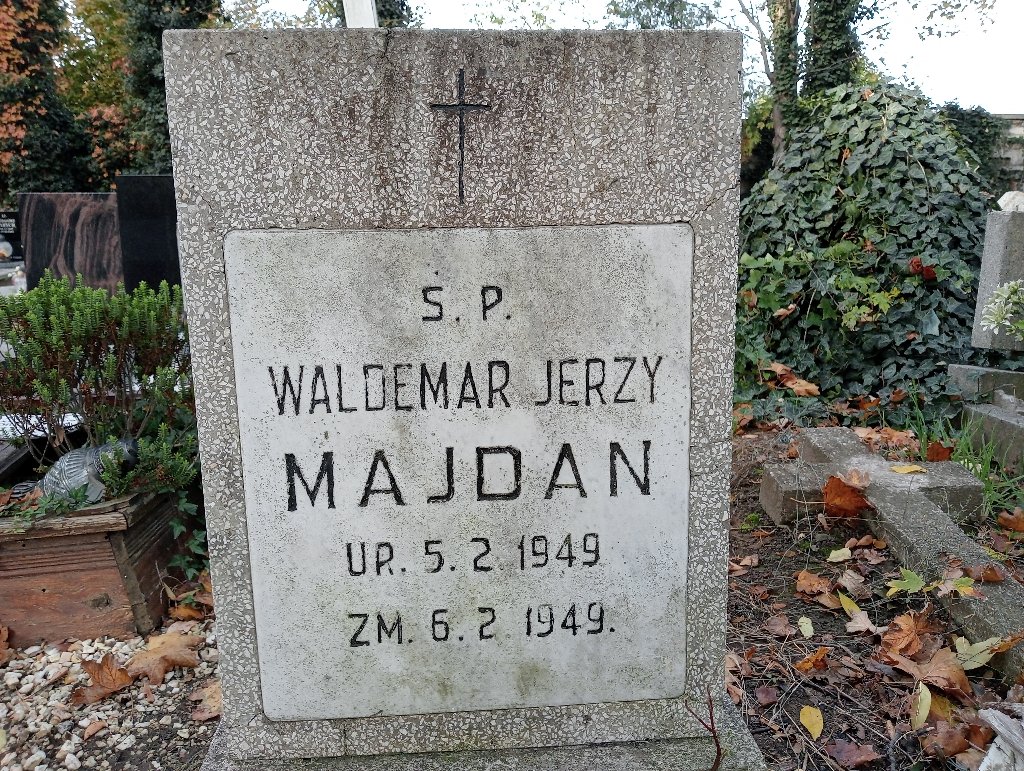 Ś. P.
WALDEMAR JERZY
MAJDAN
UR. 5. 2 1949
ZM. 6. 2 1949.